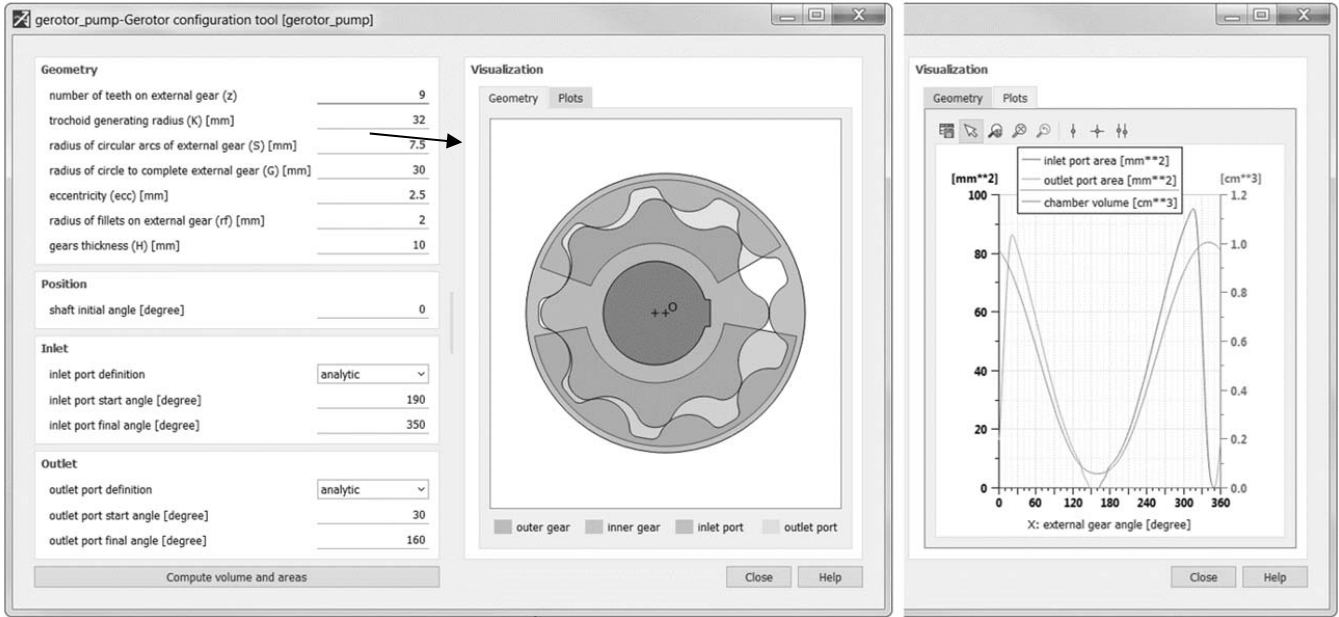 gerotor_pump-Gerotor configuration tool [gerotor_pump]
Geometry
number of teeth on external gear (z) 9
trochoid generating radius (K) [mm] 32
radius of circular arcs of external gear (S) [mm] 7.5
radius of circle to complete external gear (G) [mm] 30
eccentricity (ecc) [mm] 2.5
radius of fillets on external gear (rf) [mm] 2
gears thickness (H) [mm] 10
Position
shaft initial angle [degree] 0
Inlet
inlet port definition analytic
inlet port start angle [degree] 190
inlet port final angle [degree] 350
Outlet
outlet port definition analytic
outlet port start angle [degree] 30
outlet port final angle [degree] 160
Compute volume and areas
Visualization
Geometry Plots
O
outer gear inner gear inlet port outlet port
Close Help
Visualization
Geometry Plots
inlet port area [mm**2]
outlet port area [mm**2]
chamber volume [cm**3]
[mm**2] [cm**3]
100 1.2
80 1.0
0.8
60
0.6
40 0.4
20 0.2
0 0.0
0 60 120 180 240 300 360
X: external gear angle [degree]
Close Help